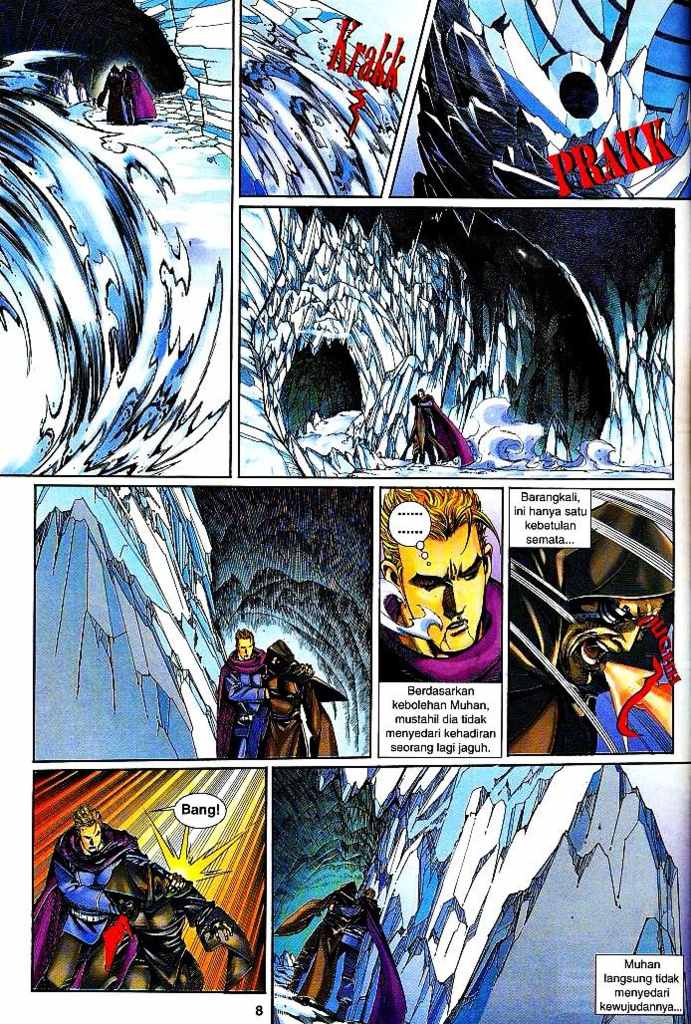 Krakk
PRAKK
......
......
Berdasarkan
kebolehan Muhan,
mustahil dia tidak
menyedari kehadiran
seorang lagi jaguh.
Barangkali,
ini hanya satu
kebetulan
semata...
Bang!
Muhan
langsung tidak
menyedari
kewujudannya...
8